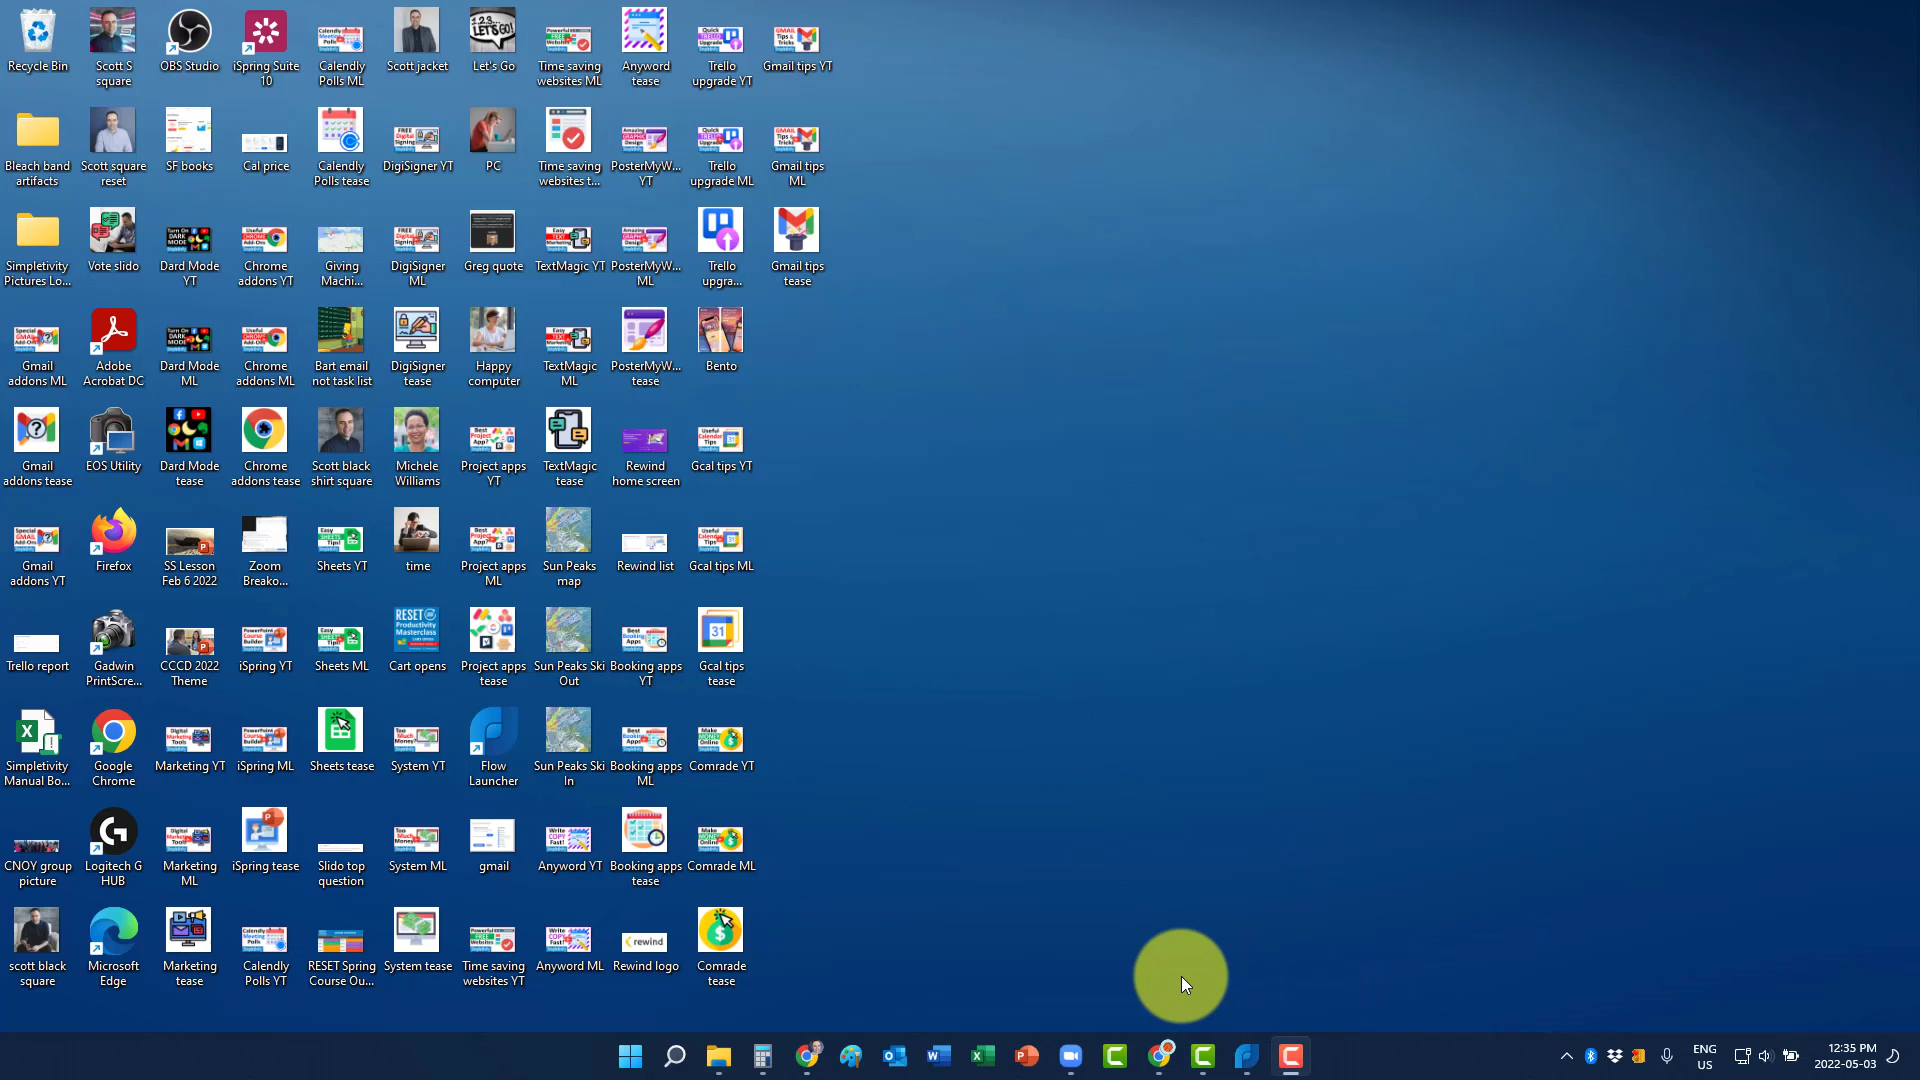 Recycle Bin
Scott S square
OBS Studio
iSpring Suite 10
Calendly Polls ML
Scott jacket
Let's Go
Time saving websites ML
Anyword tease
Trello upgrade YT
Gmail tips YT
Bleach band artifacts
Scott square reset
SF books
Cal price
Calendly Polls tease
DigiSigner YT
PC
Time saving websites t...
PosterMyW... YT
Trello upgrade ML
Gmail tips ML
Simpletivity Pictures Lo...
Vote slido
Dard Mode YT
Chrome addons YT
Giving Machi...
DigiSigner ML
Greg quote
TextMagic YT
PosterMyW... ML
Trello upgra...
Gmail tips tease
Gmail addons ML
Adobe Acrobat DC
Dard Mode ML
Chrome addons ML
Bart email not task list
DigiSigner tease
Happy computer
TextMagic ML
PosterMyW... tease
Bento
Gmail addons tease
EOS Utility
Dard Mode tease
Chrome addons tease
Scott black shirt square
Michele Williams
Project apps YT
TextMagic tease
Rewind home screen
Gcal tips YT
Gmail addons YT
Firefox
SS Lesson Feb 6 2022
Zoom Breako...
Sheets YT
time
Project apps ML
Sun Peaks map
Rewind list
Gcal tips ML
Trello report
Gadwin PrintScre...
CCCD 2022 Theme
iSpring YT
Sheets ML
Cart opens
Project apps tease
Sun Peaks Ski Out
Booking apps YT
Gcal tips tease
Simpletivity Manual Bo...
Google Chrome
Marketing YT
iSpring ML
Sheets tease
System YT
Flow Launcher
Sun Peaks Ski In
Booking apps ML
Comrade YT
CNOY group picture
Logitech G HUB
Marketing ML
iSpring tease
Slido top question
System ML
gmail
Anyword YT
Booking apps tease
Comrade ML
scott black square
Microsoft Edge
Marketing tease
Calendly Polls YT
RESET Spring Course Ou...
System tease
Time saving websites YT
Anyword ML
Rewind logo
Comrade tease
ENG US
12:35 PM
2022-05-03